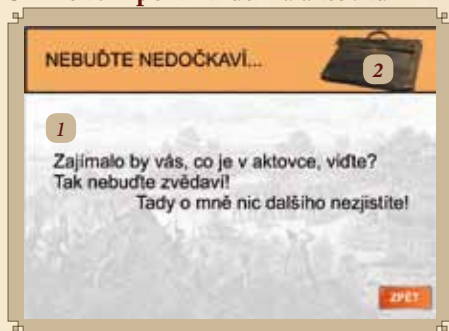 NEBUĎTE NEDOČKAVÍ...
2
1
Zajímalo by vás, co je v aktovce, viďte?
Tak nebuďte zvědaví!
Tady o mně nic dalšího nezjistíte!
ZPĚT